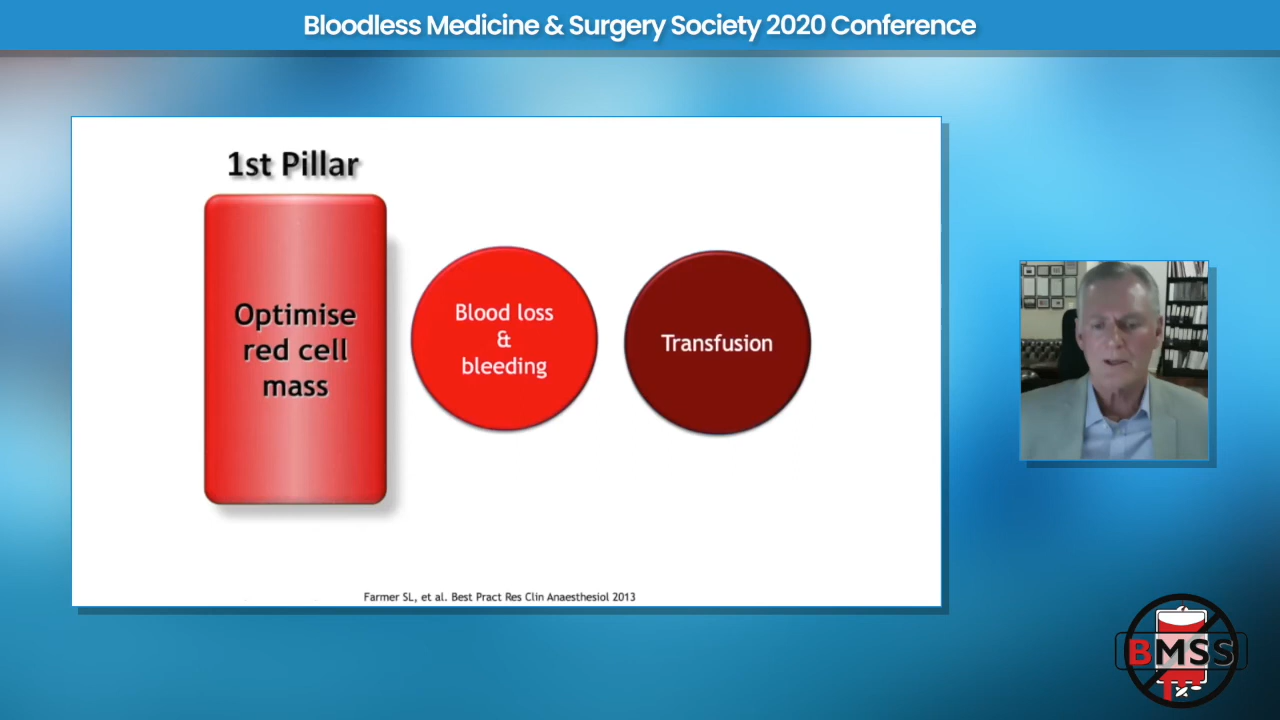 Bloodless Medicine & Surgery Society 2020 Conference
1st Pillar
Optimise
red cell
mass
Blood loss
&
bleeding
Transfusion
Farmer SL, et al. Best Pract Res Clin Anaesthesiol 2013
BMSS